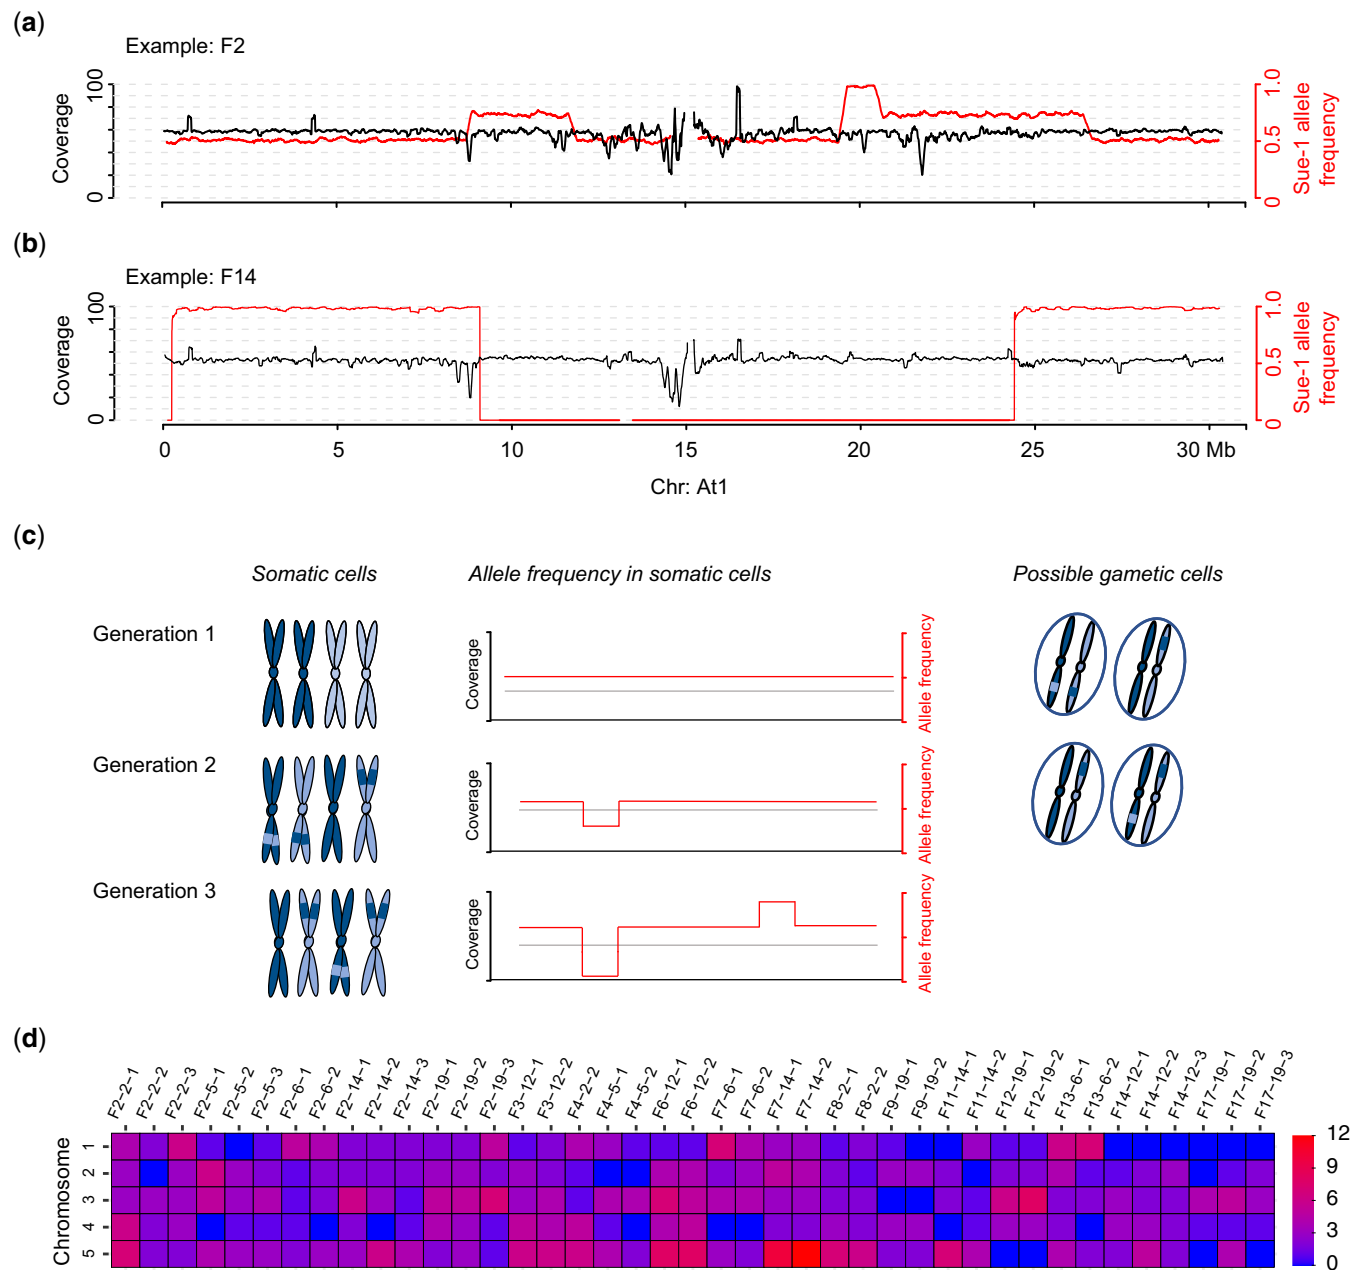 (a)
Example: F2
Coverage
0
100
0
0.5
1.0
Sue-1 allele
frequency
(b)
Example: F14
Coverage
0
100
0
0.5
1.0
Sue-1 allele
frequency
0
5
10
15
20
25
30 Mb
Chr: At1
(c)
Somatic cells
Allele frequency in somatic cells
Possible gametic cells
Generation 1
Coverage
Allele frequency
Generation 2
Coverage
Allele frequency
Generation 3
Coverage
Allele frequency
(d)
F2-2-1
F2-2-2
F2-2-3
F2-5-1
F2-5-2
F2-5-3
F2-6-1
F2-6-2
F2-14-1
F2-14-2
F2-14-3
F2-19-1
F2-19-2
F2-19-3
F3-12-1
F3-12-2
F4-2-3
F4-5-1
F4-5-2
F6-12-1
F6-12-2
F7-6-1
F7-6-2
F7-14-1
F7-14-2
F8-2-1
F8-2-2
F9-19-1
F9-19-2
F11-14-1
F11-14-2
F12-19-1
F12-19-2
F13-6-1
F13-6-2
F14-12-1
F14-12-2
F14-12-3
F17-19-1
F17-19-2
F17-19-3
Chromosome
1
2
3
4
5
12
9
6
3
0